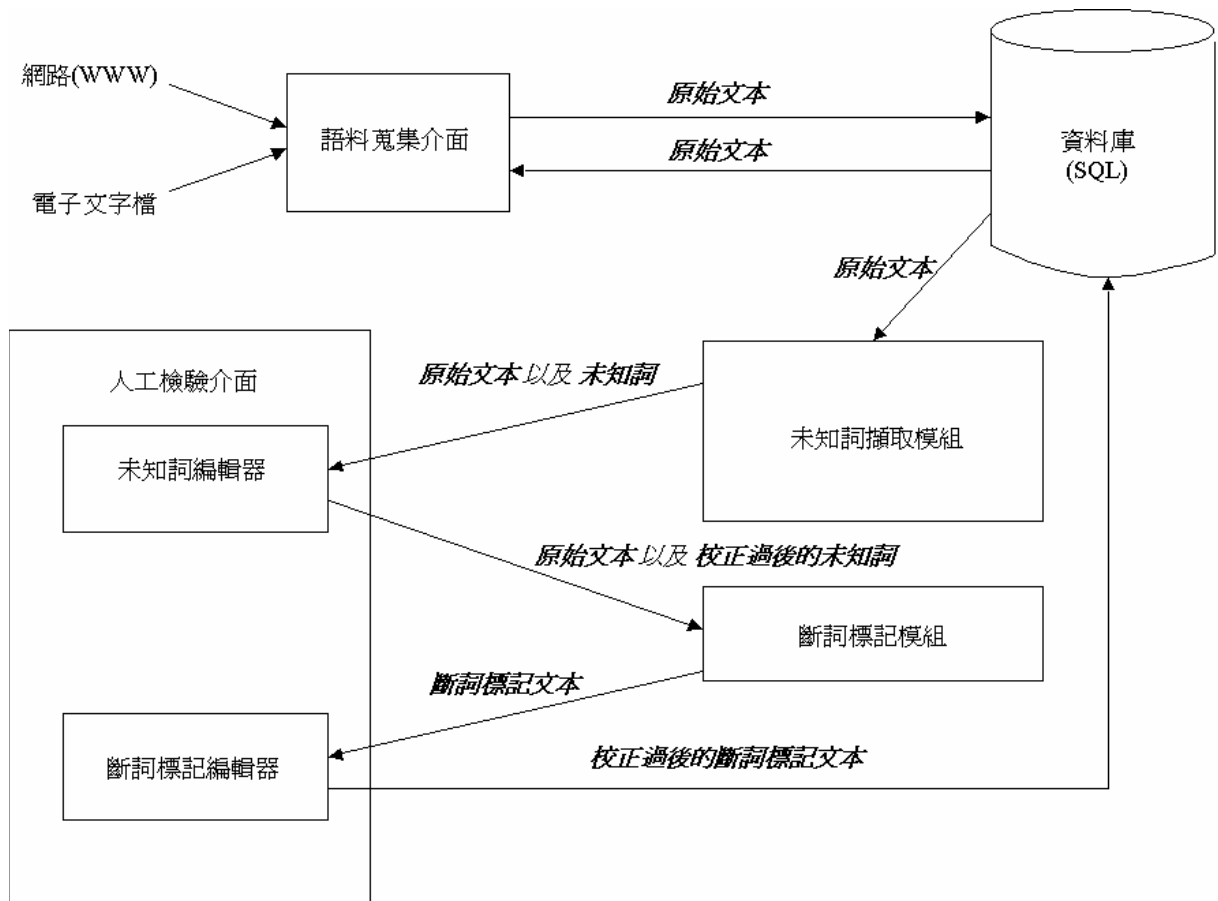 網路(WWW)
電子文字檔
語料蒐集介面
原始文本
原始文本
資料庫
(SQL)
原始文本
人工檢驗介面
原始文本 以及 未知詞
未知詞擷取模組
未知詞編輯器
原始文本 以及 校正過後的未知詞
斷詞標記模組
斷詞標記文本
斷詞標記編輯器
校正過後的斷詞標記文本